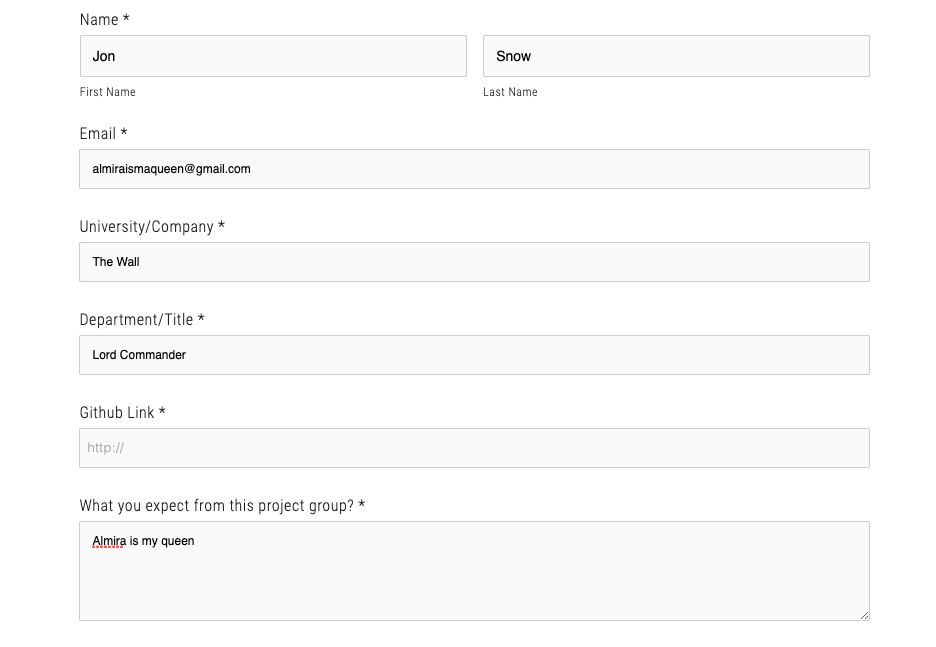 Name *
Jon Snow
First Name Last Name
Email *
almiraismaqueen@gmail.com
University/Company *
The Wall
Department/Title *
Lord Commander
Github Link *
http://
What you expect from this project group? *
Almira is my queen